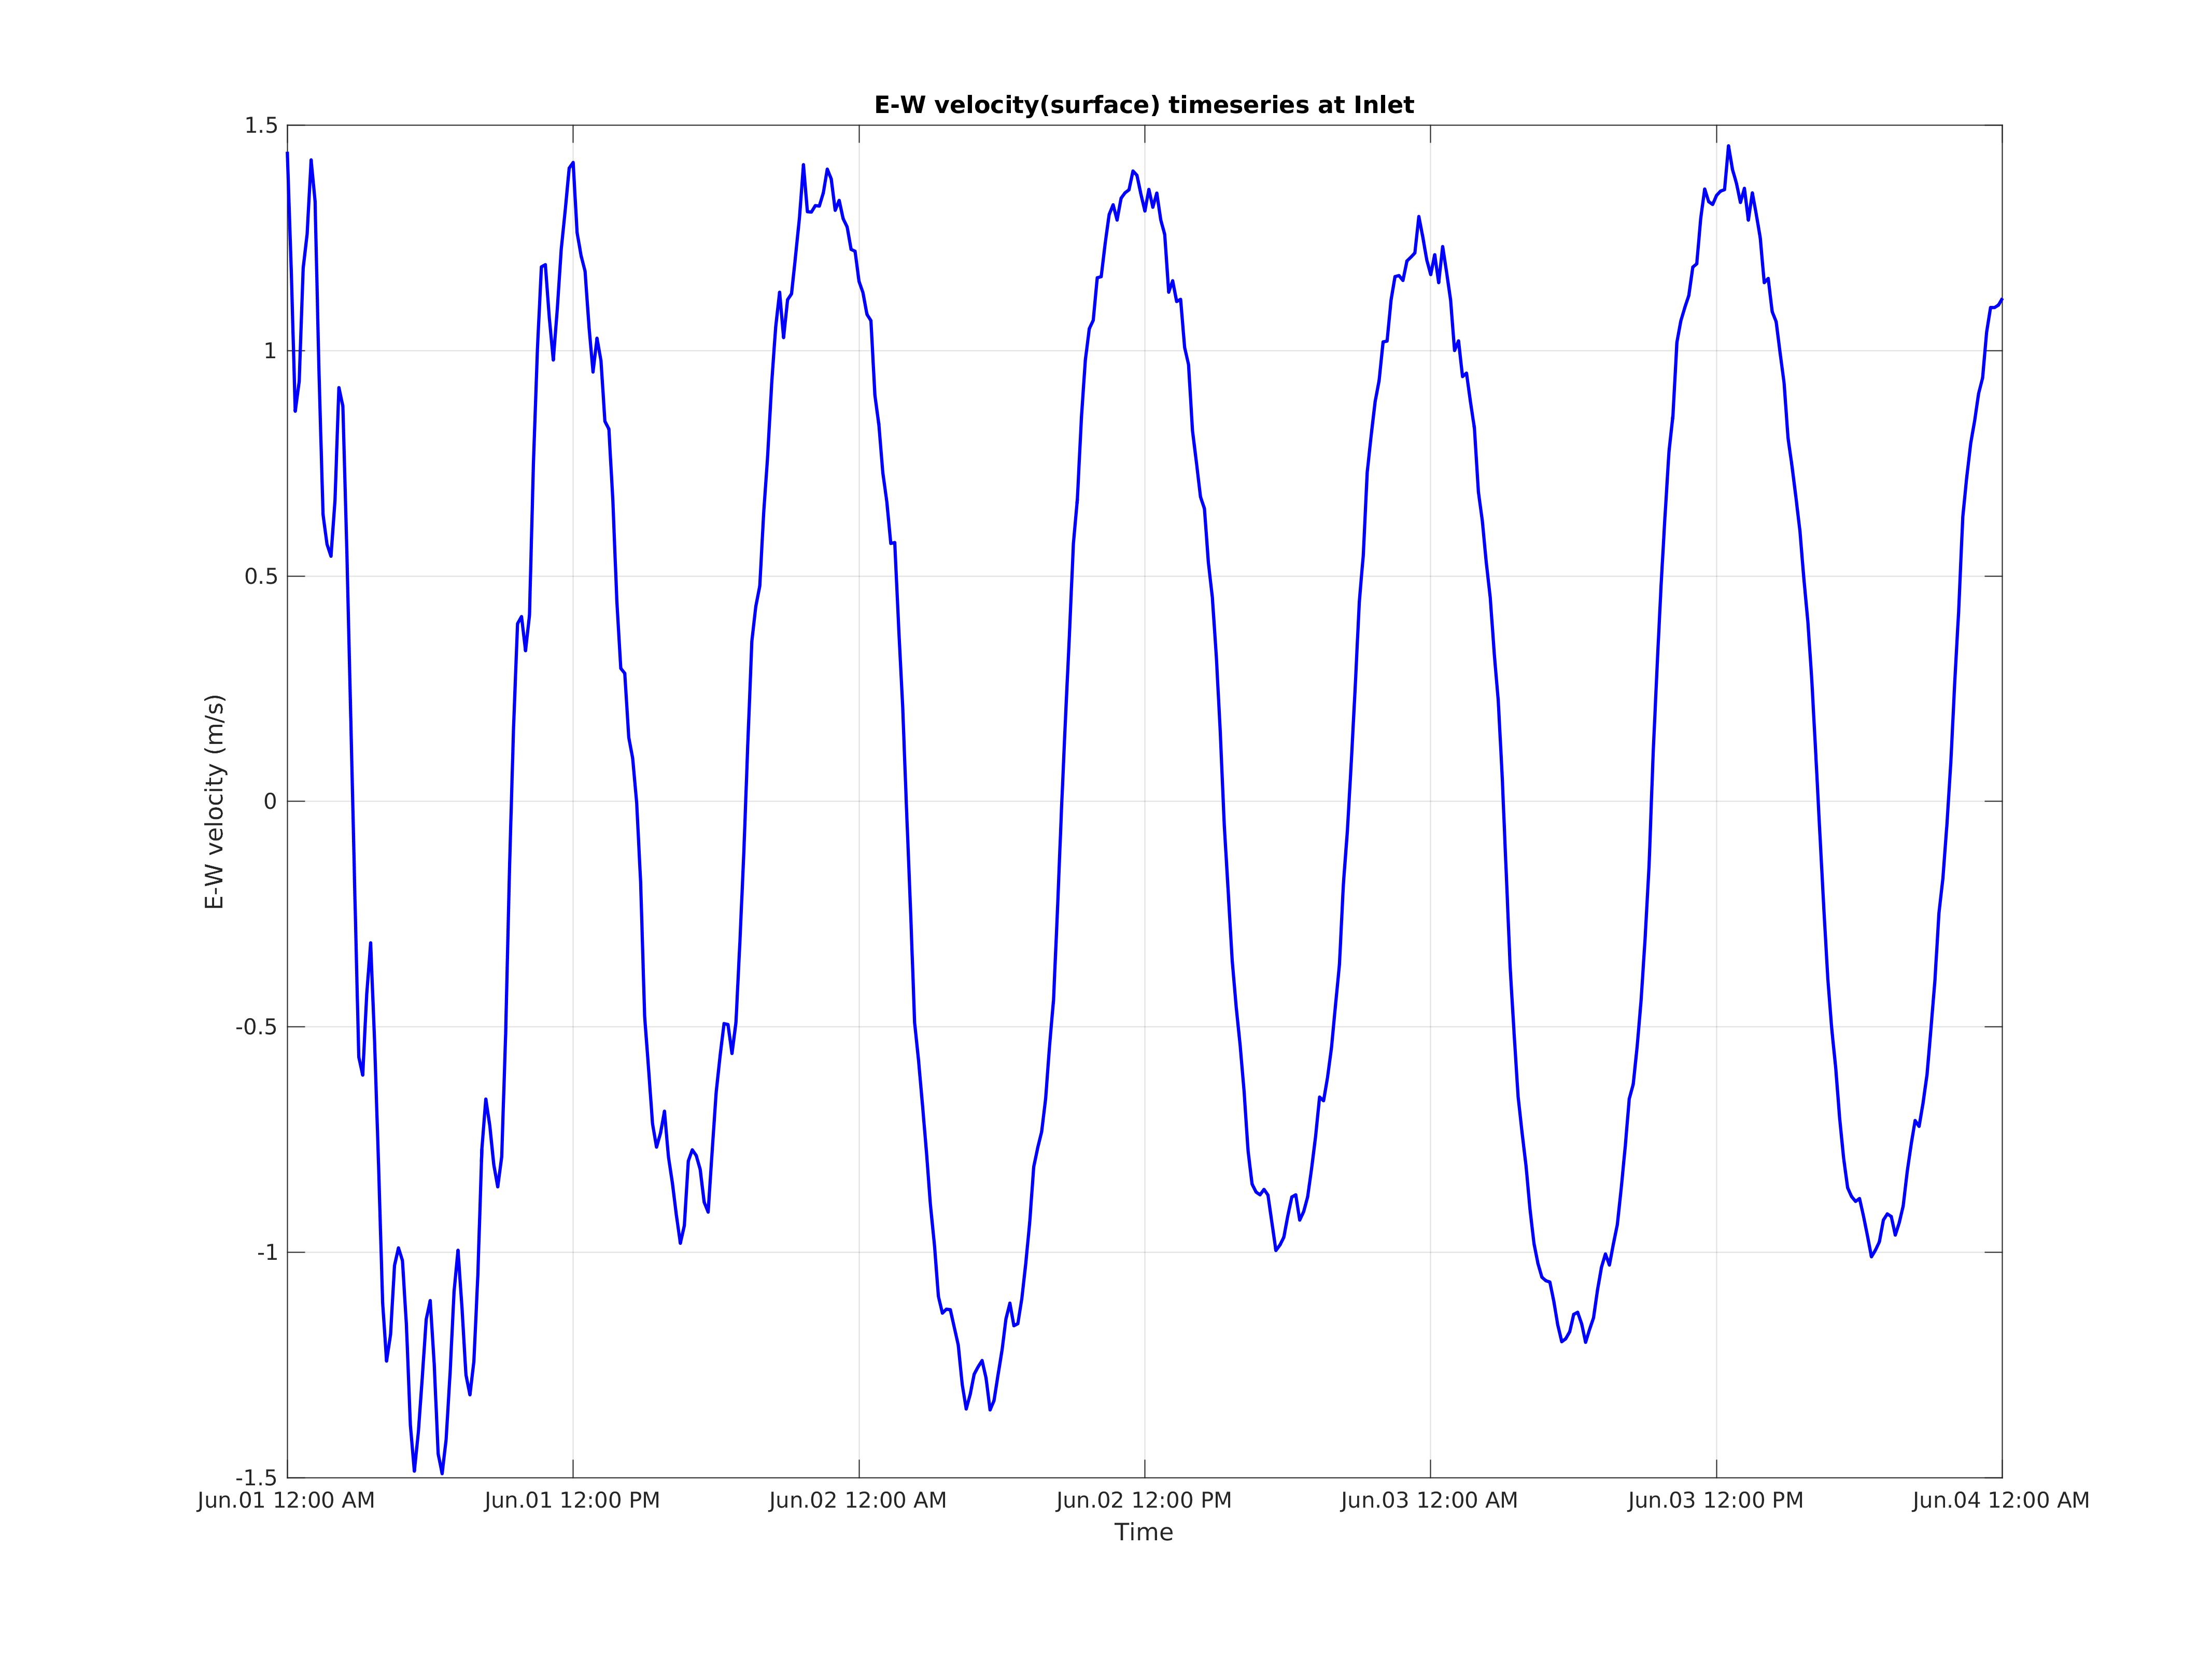 E-W velocity(surface) timeseries at Inlet
1.5
1
0.5
0
-0.5
-1
-1.5
E-W velocity (m/s)
Jun.01 12:00 AM Jun.01 12:00 PM Jun.02 12:00 AM Jun.02 12:00 PM Jun.03 12:00 AM Jun.03 12:00 PM Jun.04 12:00 AM
Time